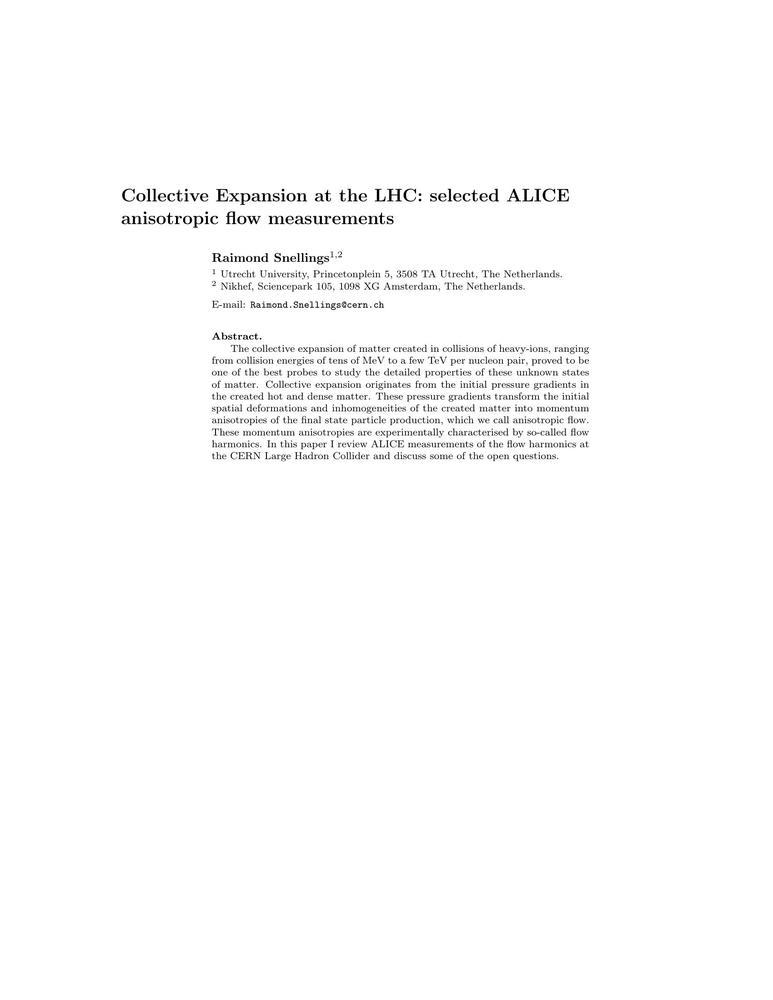 Collective Expansion at the LHC: selected ALICE
anisotropic flow measurements
Raimond Snellings1,2
1 Utrecht University, Princetonplein 5, 3508 TA Utrecht, The Netherlands.
2 Nikhef, Sciencepark 105, 1098 XG Amsterdam, The Netherlands.
E-mail: Raimond.Snellings@cern.ch
Abstract.
The collective expansion of matter created in collisions of heavy-ions, ranging
from collision energies of tens of MeV to a few TeV per nucleon pair, proved to be
one of the best probes to study the detailed properties of these unknown states
of matter. Collective expansion originates from the initial pressure gradients in
the created hot and dense matter. These pressure gradients transform the initial
spatial deformations and inhomogeneities of the created matter into momentum
anisotropies of the final state particle production, which we call anisotropic flow.
These momentum anisotropies are experimentally characterised by so-called flow
harmonics. In this paper I review ALICE measurements of the flow harmonics at
the CERN Large Hadron Collider and discuss some of the open questions.